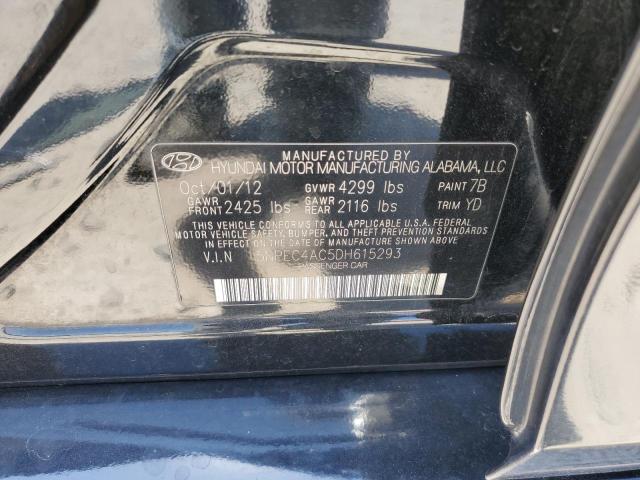 MANUFACTURED BY
HYUNDAI MOTOR MANUFACTURING ALABAMA, LLC
Oct/01/12 GVWR 4299 lbs PAINT 7B
GAWR FRONT 2425 lbs GAWR REAR 2116 lbs TRIM YD
THIS VEHICLE CONFORMS TO ALL APPLICABLE U.S.A. FEDERAL
MOTOR VEHICLE SAFETY, BUMPER, AND THEFT PREVENTION
STANDARDS IN EFFECT ON THE DATE OF MANUFACTURE SHOWN ABOVE.
V.I.N 5NPEC4AC5DH615293
PASSENGER CAR